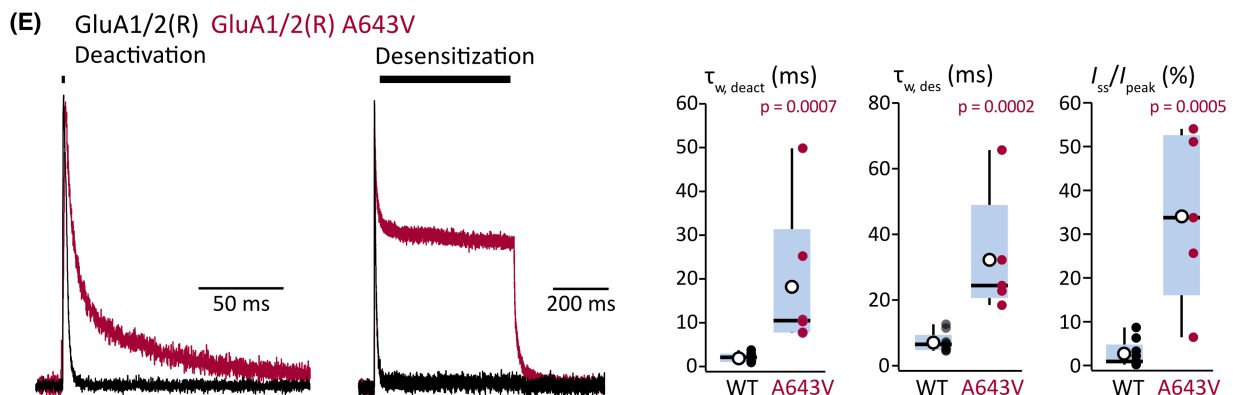 (E) GluA1/2(R) GluA1/2(R) A643V
Deactivation
Desensitization
50 ms
200 ms
τw, deact (ms)
p = 0.0007
60
50
40
30
20
10
0
WT A643V
τw, des (ms)
p = 0.0002
80
60
40
20
0
WT A643V
Iss/Ipeak (%)
p = 0.0005
60
50
40
30
20
10
0
WT A643V